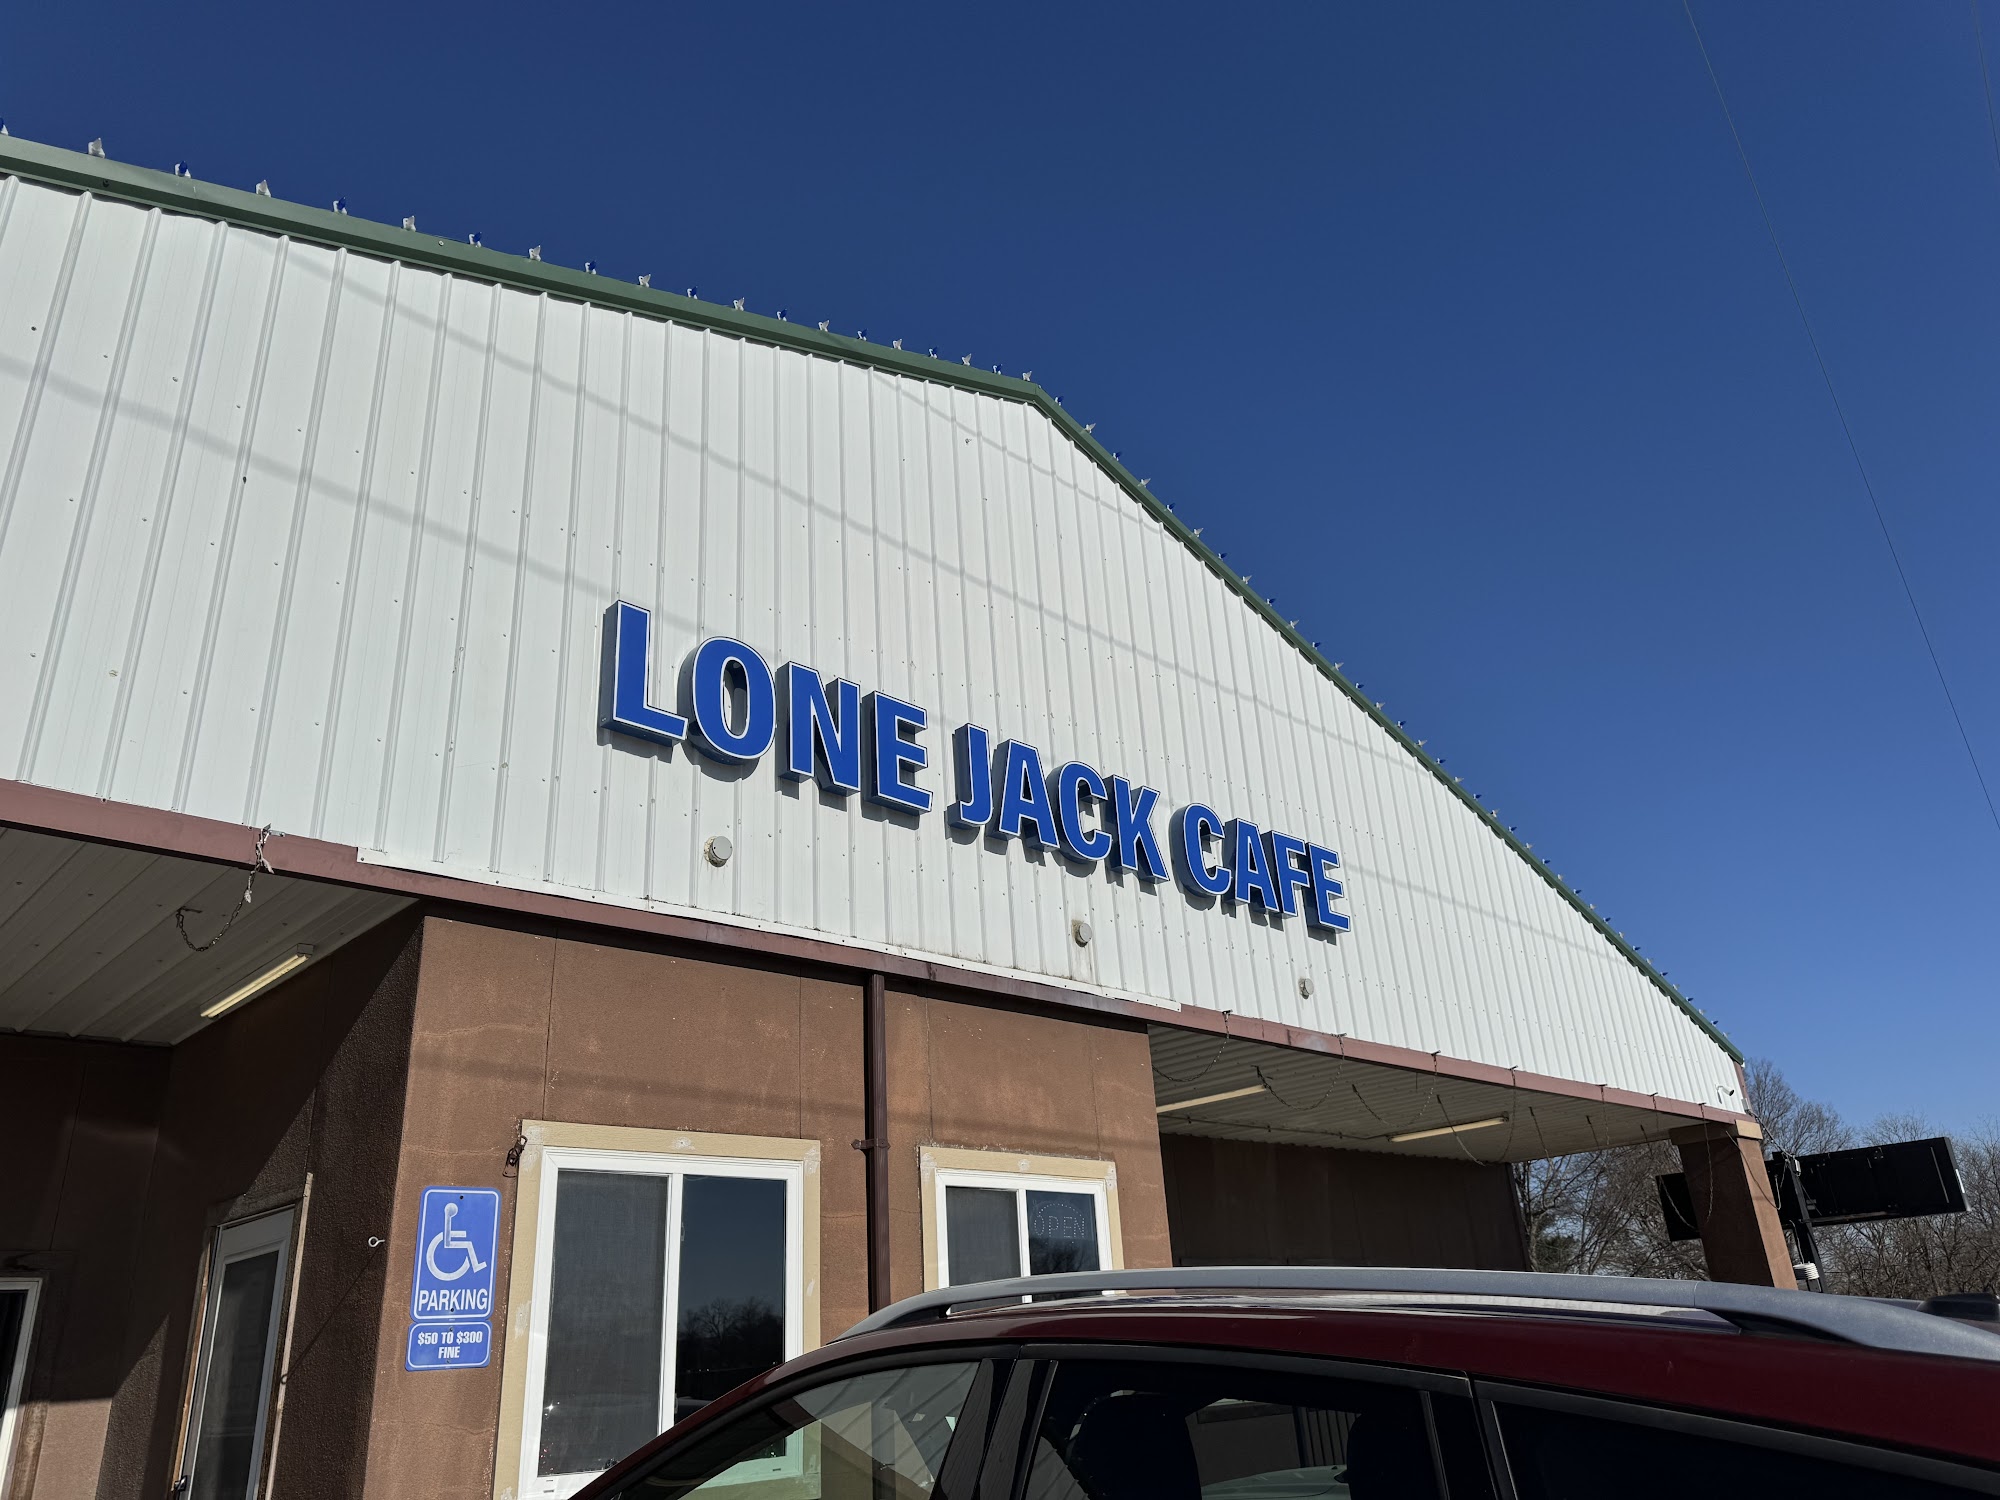 LONE JACK CAFE
OPEN
PARKING
$50 TO $300
FINE